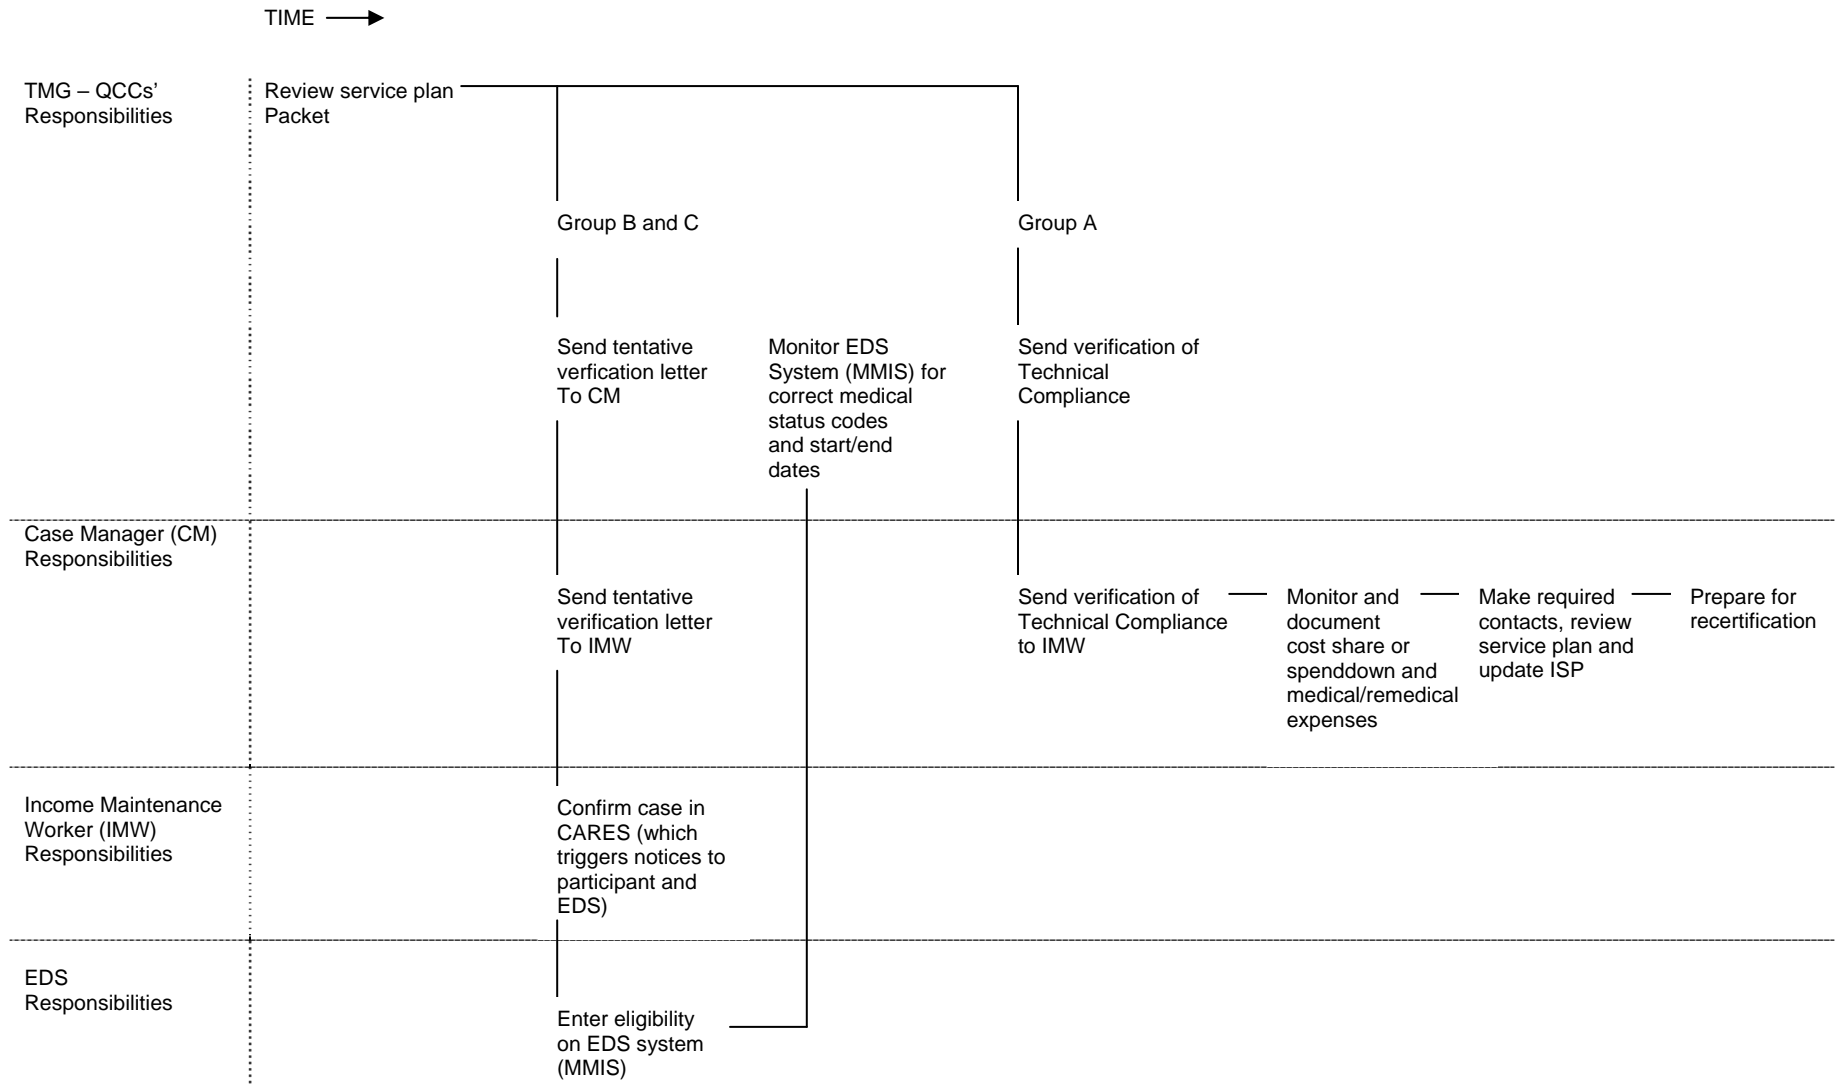 TIME
TMG – QCCs’
Responsibilities
Review service plan
Packet
Group B and C
Group A
Send tentative
verfication letter
To CM
Monitor EDS
System (MMIS) for
correct medical
status codes
and start/end
dates
Send verification of
Technical
Compliance
Case Manager (CM)
Responsibilities
Send tentative
verification letter
To IMW
Send verification of
Technical Compliance
to IMW
Monitor and
document
cost share or
spenddown and
medical/remedical
expenses
Make required
contacts, review
service plan and
update ISP
Prepare for
recertification
Income Maintenance
Worker (IMW)
Responsibilities
Confirm case in
CARES (which
triggers notices to
participant and
EDS)
EDS
Responsibilities
Enter eligibility
on EDS system
(MMIS)